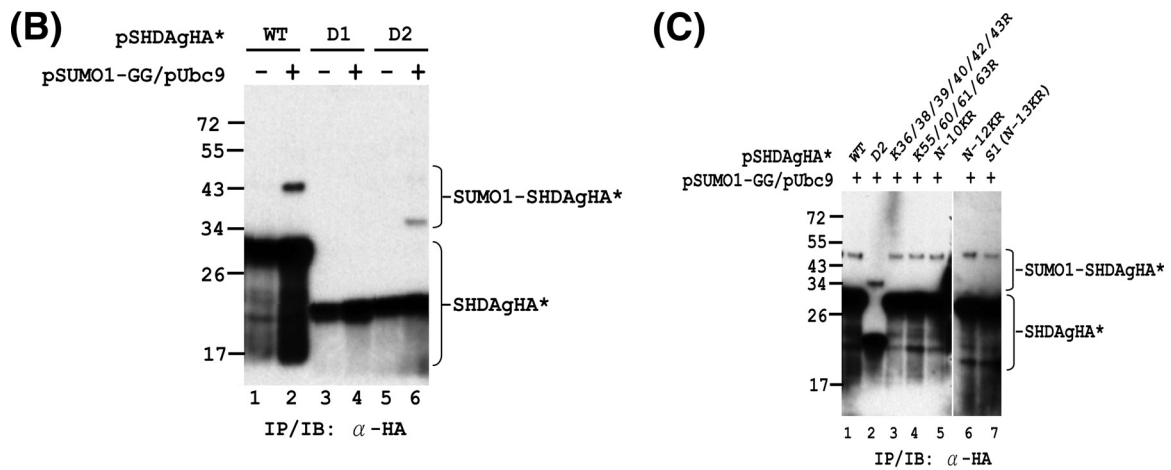 (B)
pSHDAgHA* WT D1 D2
pSUMO1-GG/pUbc9 - + - + - +
72
55
43
34
26
17
SUMO1-SHDAgHA*
SHDAgHA*
1 2 3 4 5 6
IP/IB: α-HA
(C)
pSHDAgHA* WT D2 K36/38/39/40/42/43R K55/60/61/63R N-10KR N-12KR S1(N-13KR)
pSUMO1-GG/pUbc9 + + + + + + +
72
55
43
34
26
17
SUMO1-SHDAgHA*
SHDAgHA*
1 2 3 4 5 6 7
IP/IB: α-HA